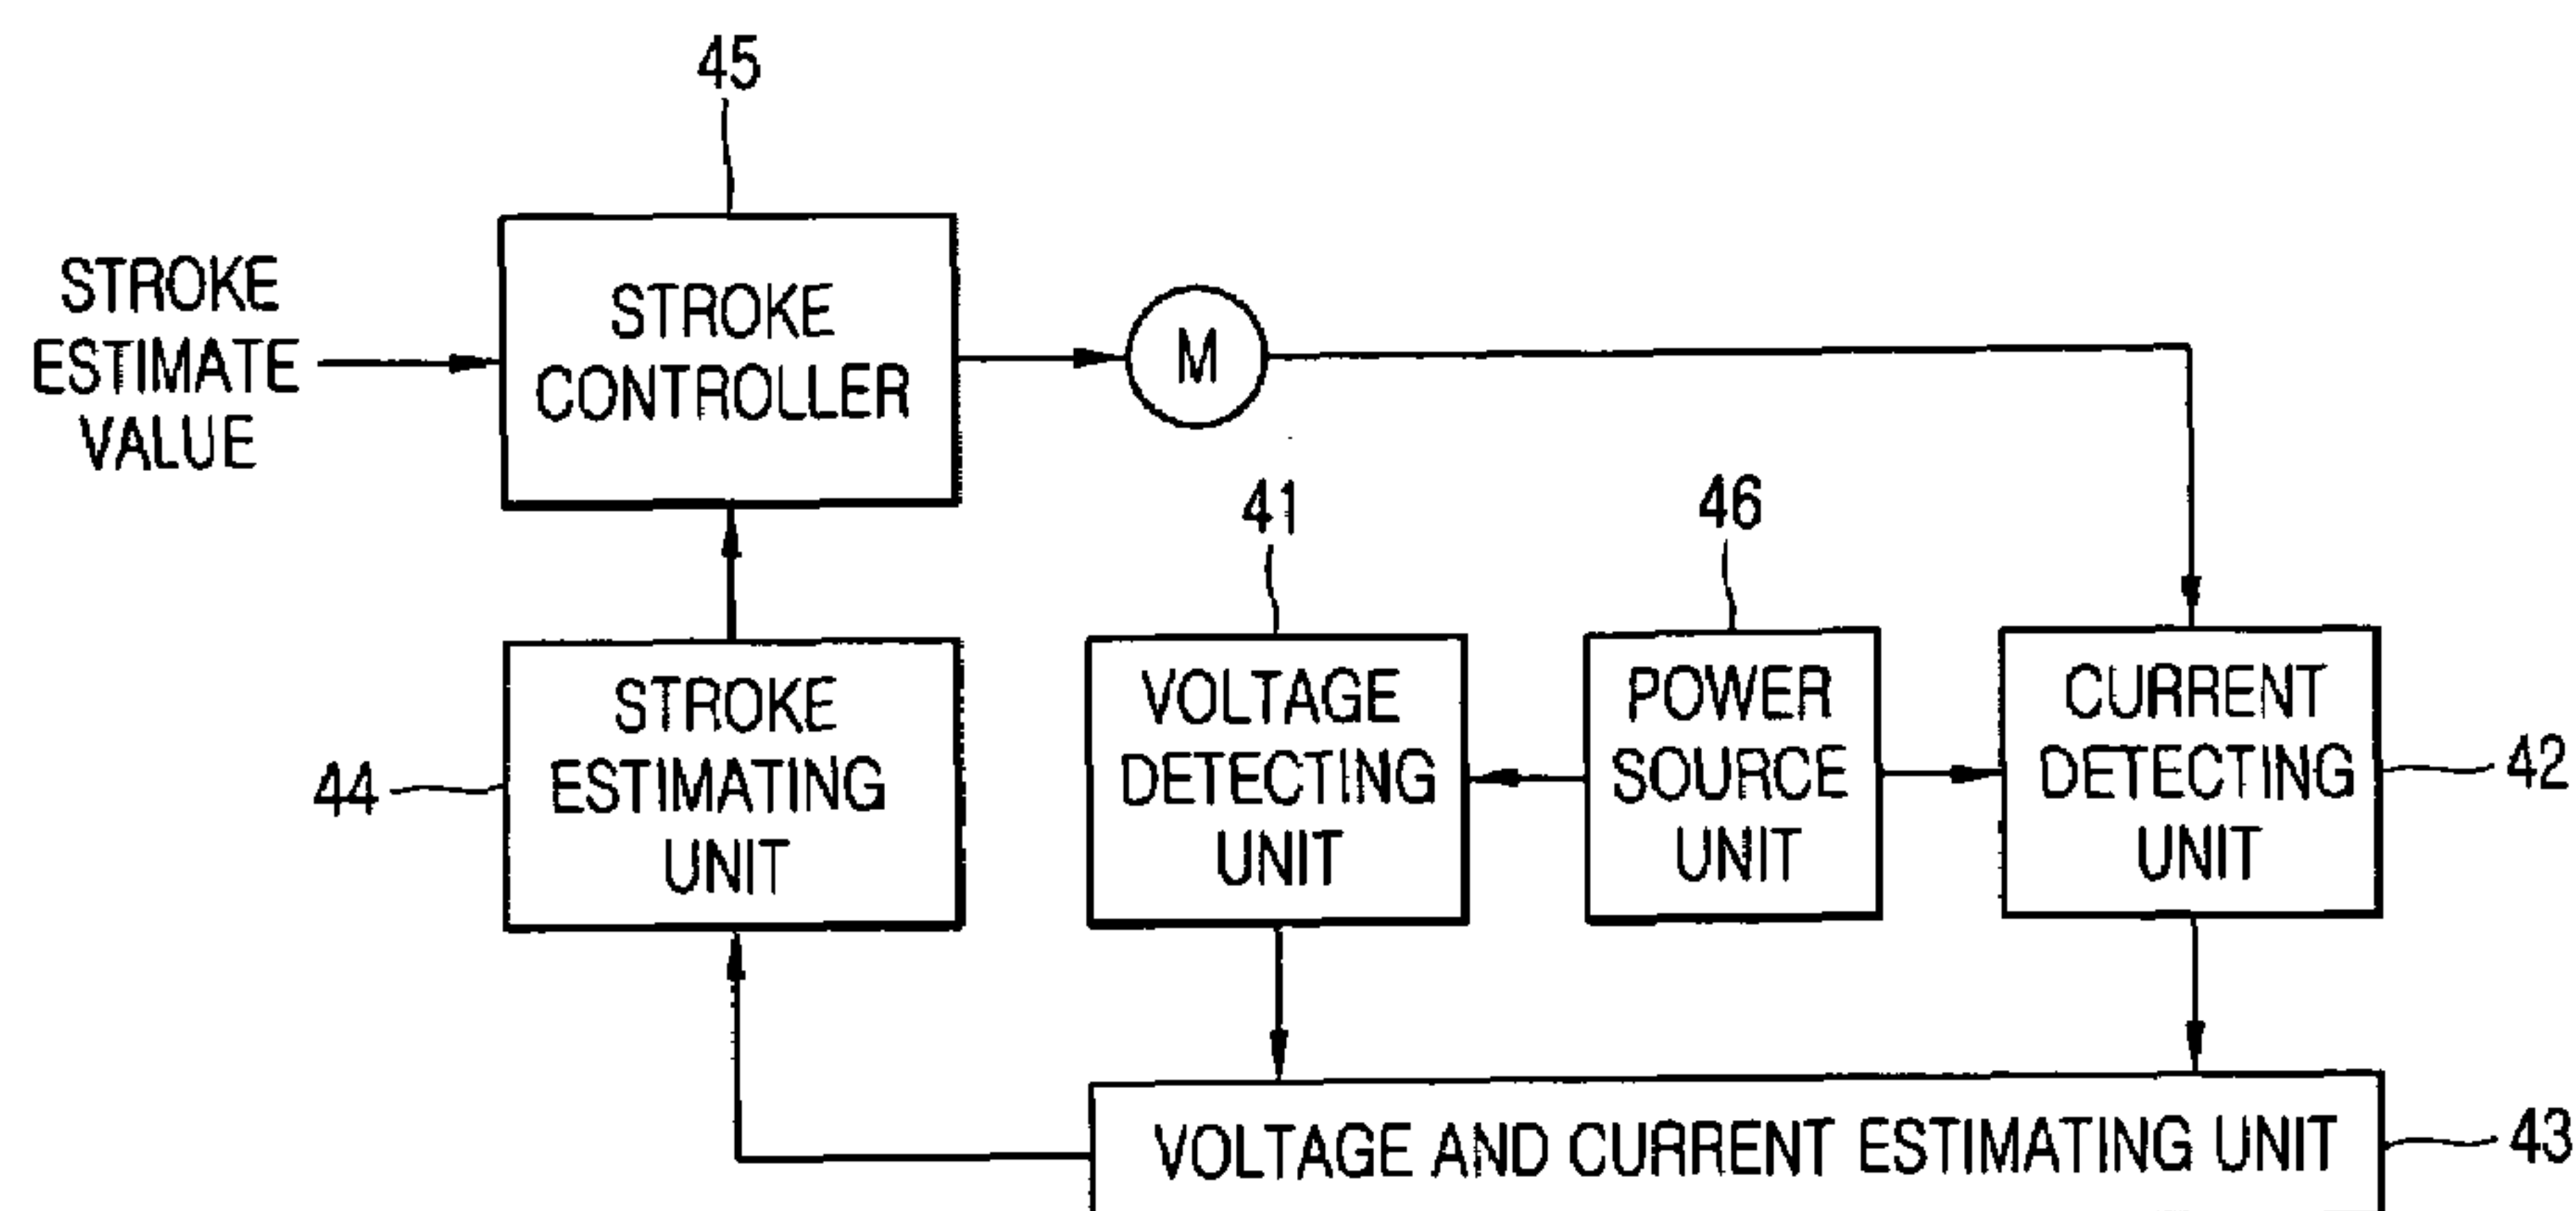 45
STROKE
ESTIMATE
VALUE
STROKE
CONTROLLER
M
41
46
STROKE
ESTIMATING
UNIT
44
VOLTAGE
DETECTING
UNIT
POWER
SOURCE
UNIT
CURRENT
DETECTING
UNIT
42
VOLTAGE AND CURRENT ESTIMATING UNIT
43